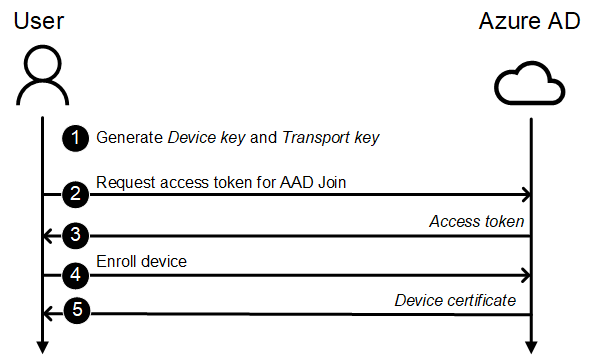 User
Azure AD
1 Generate Device key and Transport key
2 Request access token for AAD Join
3 Access token
4 Enroll device
5 Device certificate